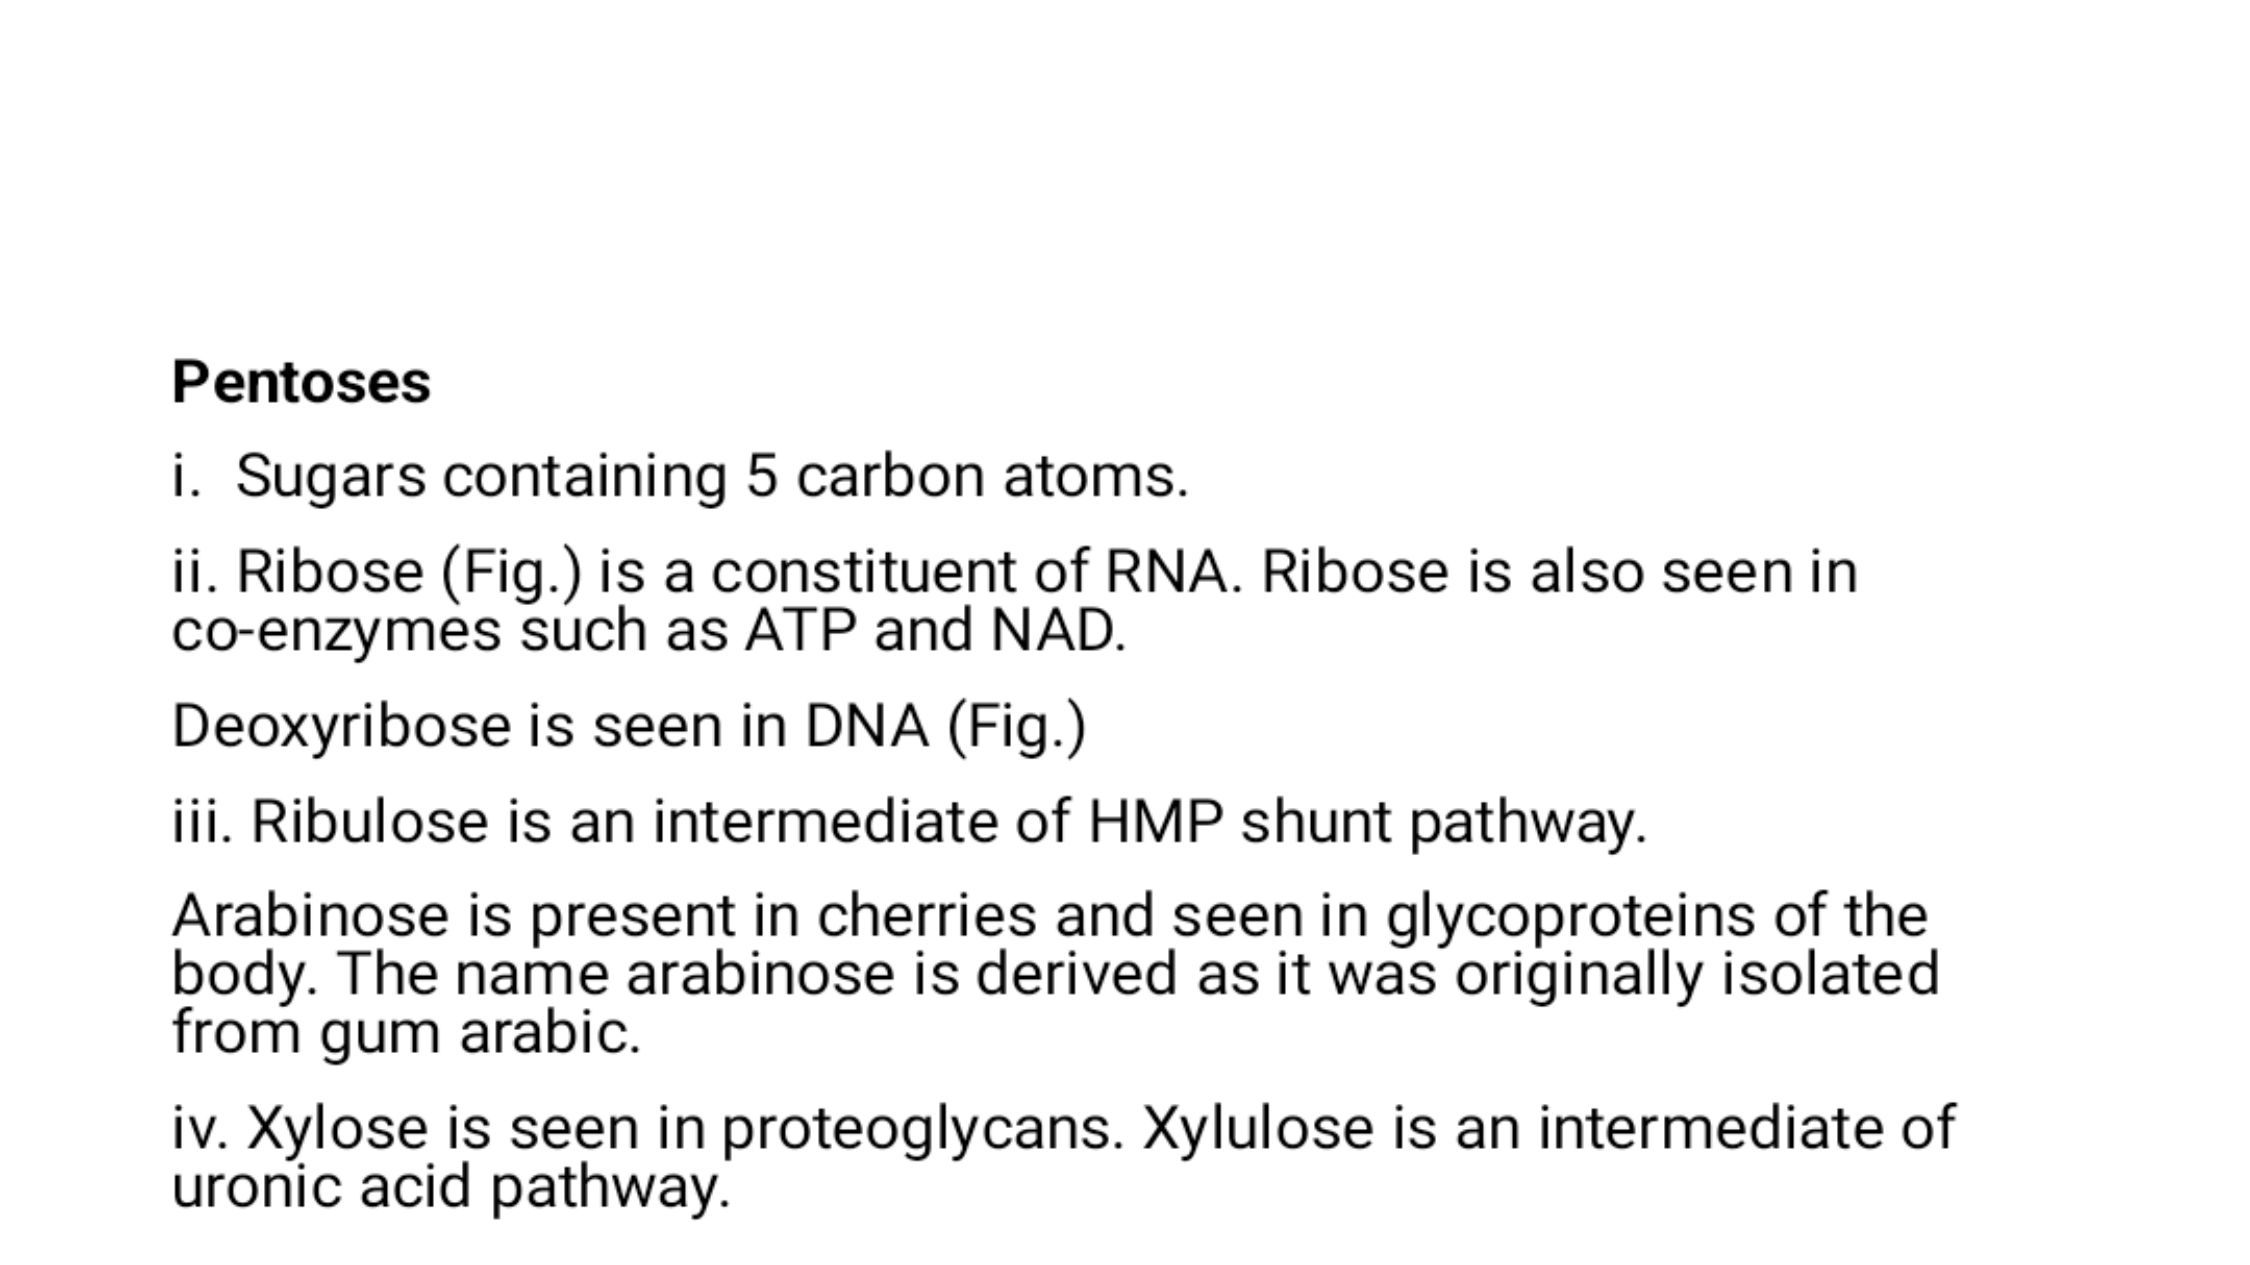 Pentoses
i. Sugars containing 5 carbon atoms.
ii. Ribose (Fig.) is a constituent of RNA. Ribose is also seen in
co-enzymes such as ATP and NAD.
Deoxyribose is seen in DNA (Fig.)
iii. Ribulose is an intermediate of HMP shunt pathway.
Arabinose is present in cherries and seen in glycoproteins of the
body. The name arabinose is derived as it was originally isolated
from gum arabic.
iv. Xylose is seen in proteoglycans. Xylulose is an intermediate of
uronic acid pathway.